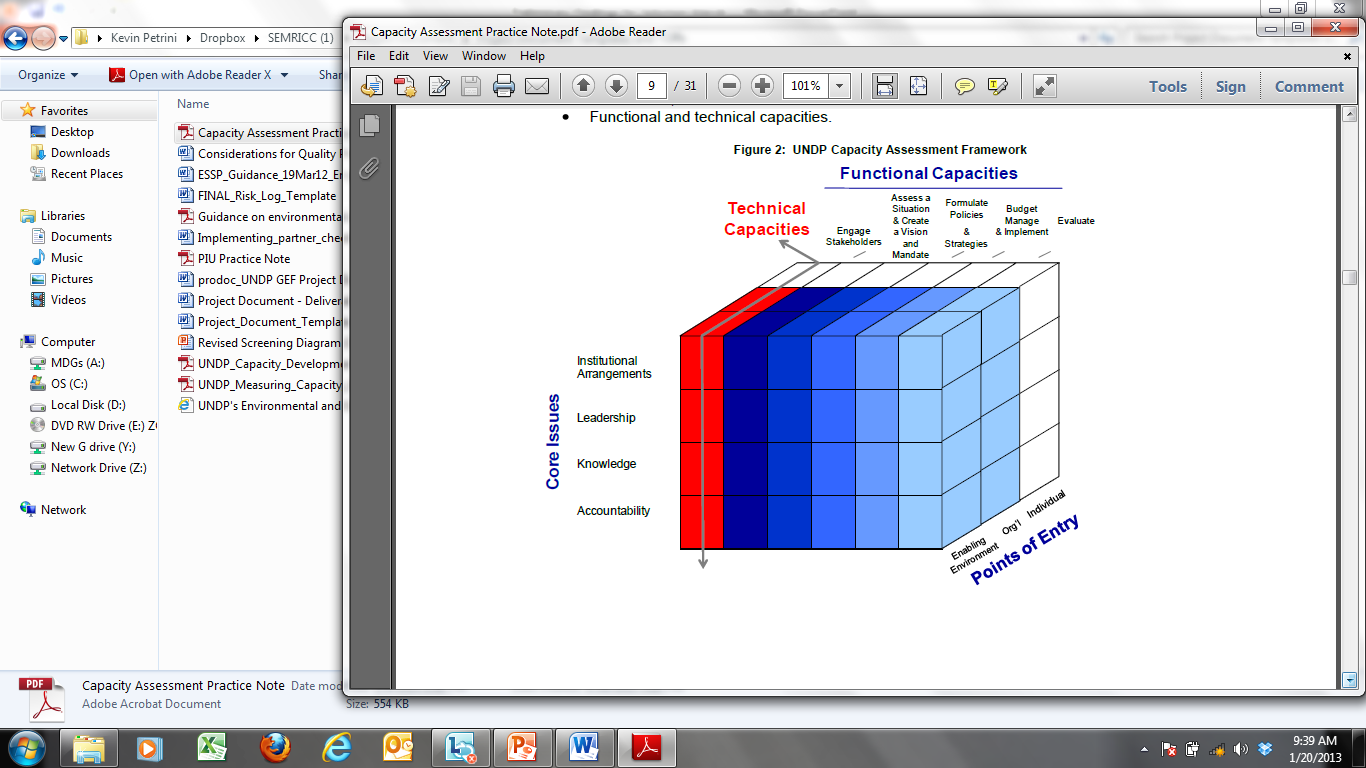 Kevin Petrini
Dropbox
SEMRICC (1)
Organize
Open with Adobe Reader X
Favorites
Desktop
Downloads
Recent Places
Libraries
Documents
Music
Pictures
Videos
Computer
MDGs (A:)
OS (C:)
Local Disk (D:)
DVD RW Drive (E:)
New G drive (Y:)
Network Drive (Z:)
Network
Name
Capacity Assessment Practi
Considerations for Quality
ESSP_Guidance_19Mar12_E
FINAL_Risk_Log_Template
Guidance on environmenta
Implementing_partner_che
PIU Practice Note
prodoc_UNDP GEF Project
Project Document - Deliver
Project_Document_Templa
Revised Screening Diagram
UNDP_Capacity_Developm
UNDP_Measuring_Capacity
UNDP's Environmental and
Capacity Assessment Practice Note.pdf - Adobe Reader
File Edit View Window Help
9 / 31
101%
Tools Sign Comment
• Functional and technical capacities.
Figure 2: UNDP Capacity Assessment Framework
Functional Capacities
Technical
Capacities
Engage
Stakeholders
Assess a
Situation
& Create
a Vision
and
Mandate
Formulate
Policies
&
Strategies
Budget
Manage
& Implement
Evaluate
Core Issues
Institutional
Arrangements
Leadership
Knowledge
Accountability
Enabling
Environment
Org'l
Individual
Points of Entry
PDF
Capacity Assessment Practice Note
Date mod
Adobe Acrobat Document
Size: 554 KB
9:39 AM
1/20/2013